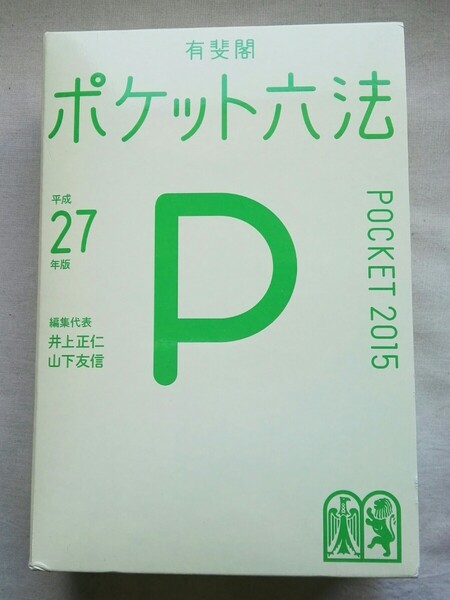 有斐閣
ポケット六法
平成
27
年版
編集代表
井上正仁
山下友信
P
POCKET 2015